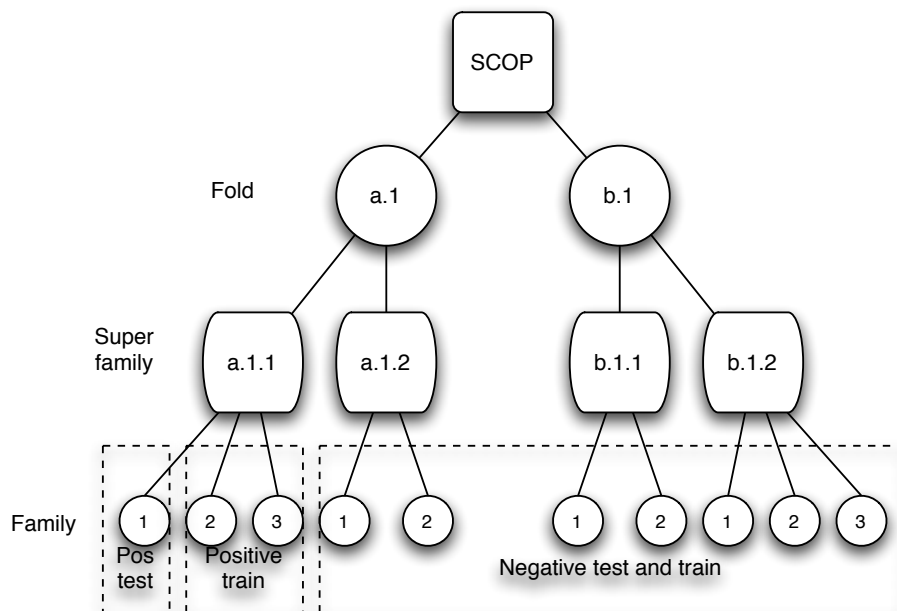 SCOP
Fold
a.1
b.1
Super
family
a.1.1
a.1.2
b.1.1
b.1.2
Family
1
2
3
1
2
1
2
1
2
3
Pos
test
Positive
train
Negative test and train